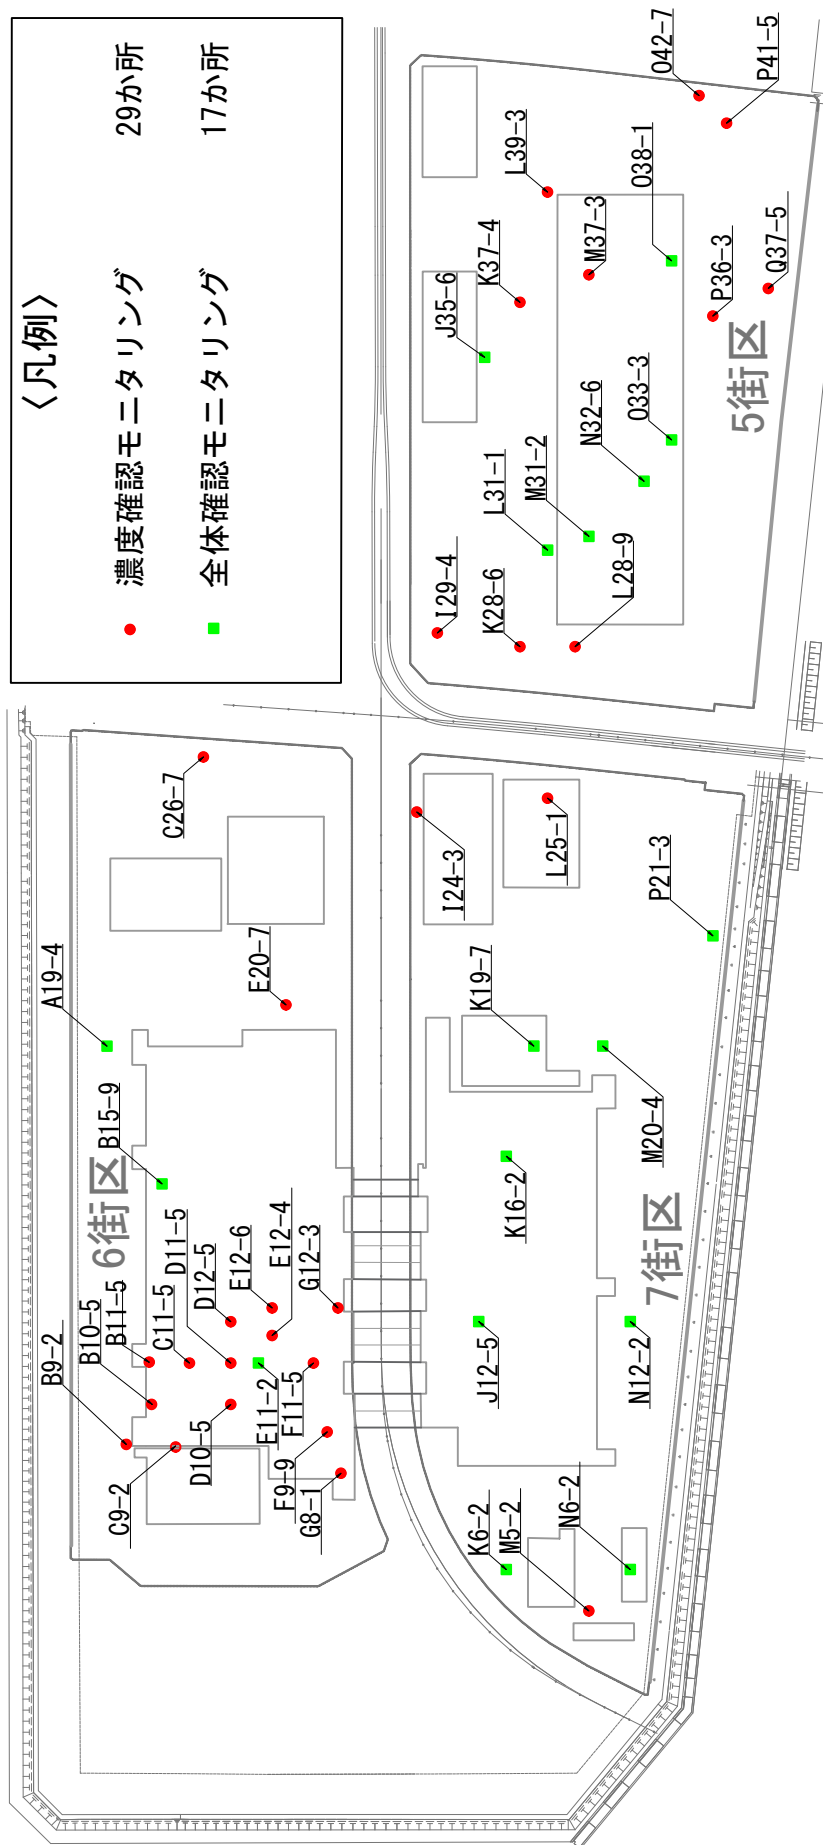 〈凡例〉
濃度確認モニタリング 29か所
全体確認モニタリング 17か所
6街区
A19-4
B15-9
B9-2
B10-5
B11-5
C11-5
D11-5
D12-5
E12-6
E12-4
G12-3
C9-2
D10-5
E11-2
F11-5
F9-9
G8-1
E20-7
C26-7
7街区
I24-3
L25-1
P21-3
K19-7
M20-4
K16-2
J12-5
N12-2
K6-2
M5-2
N6-2
5街区
I29-4
K28-6
L28-9
L31-1
M31-2
N32-6
O33-3
J35-6
K37-4
L39-3
M37-3
O38-1
P36-3
Q37-5
O42-7
P41-5